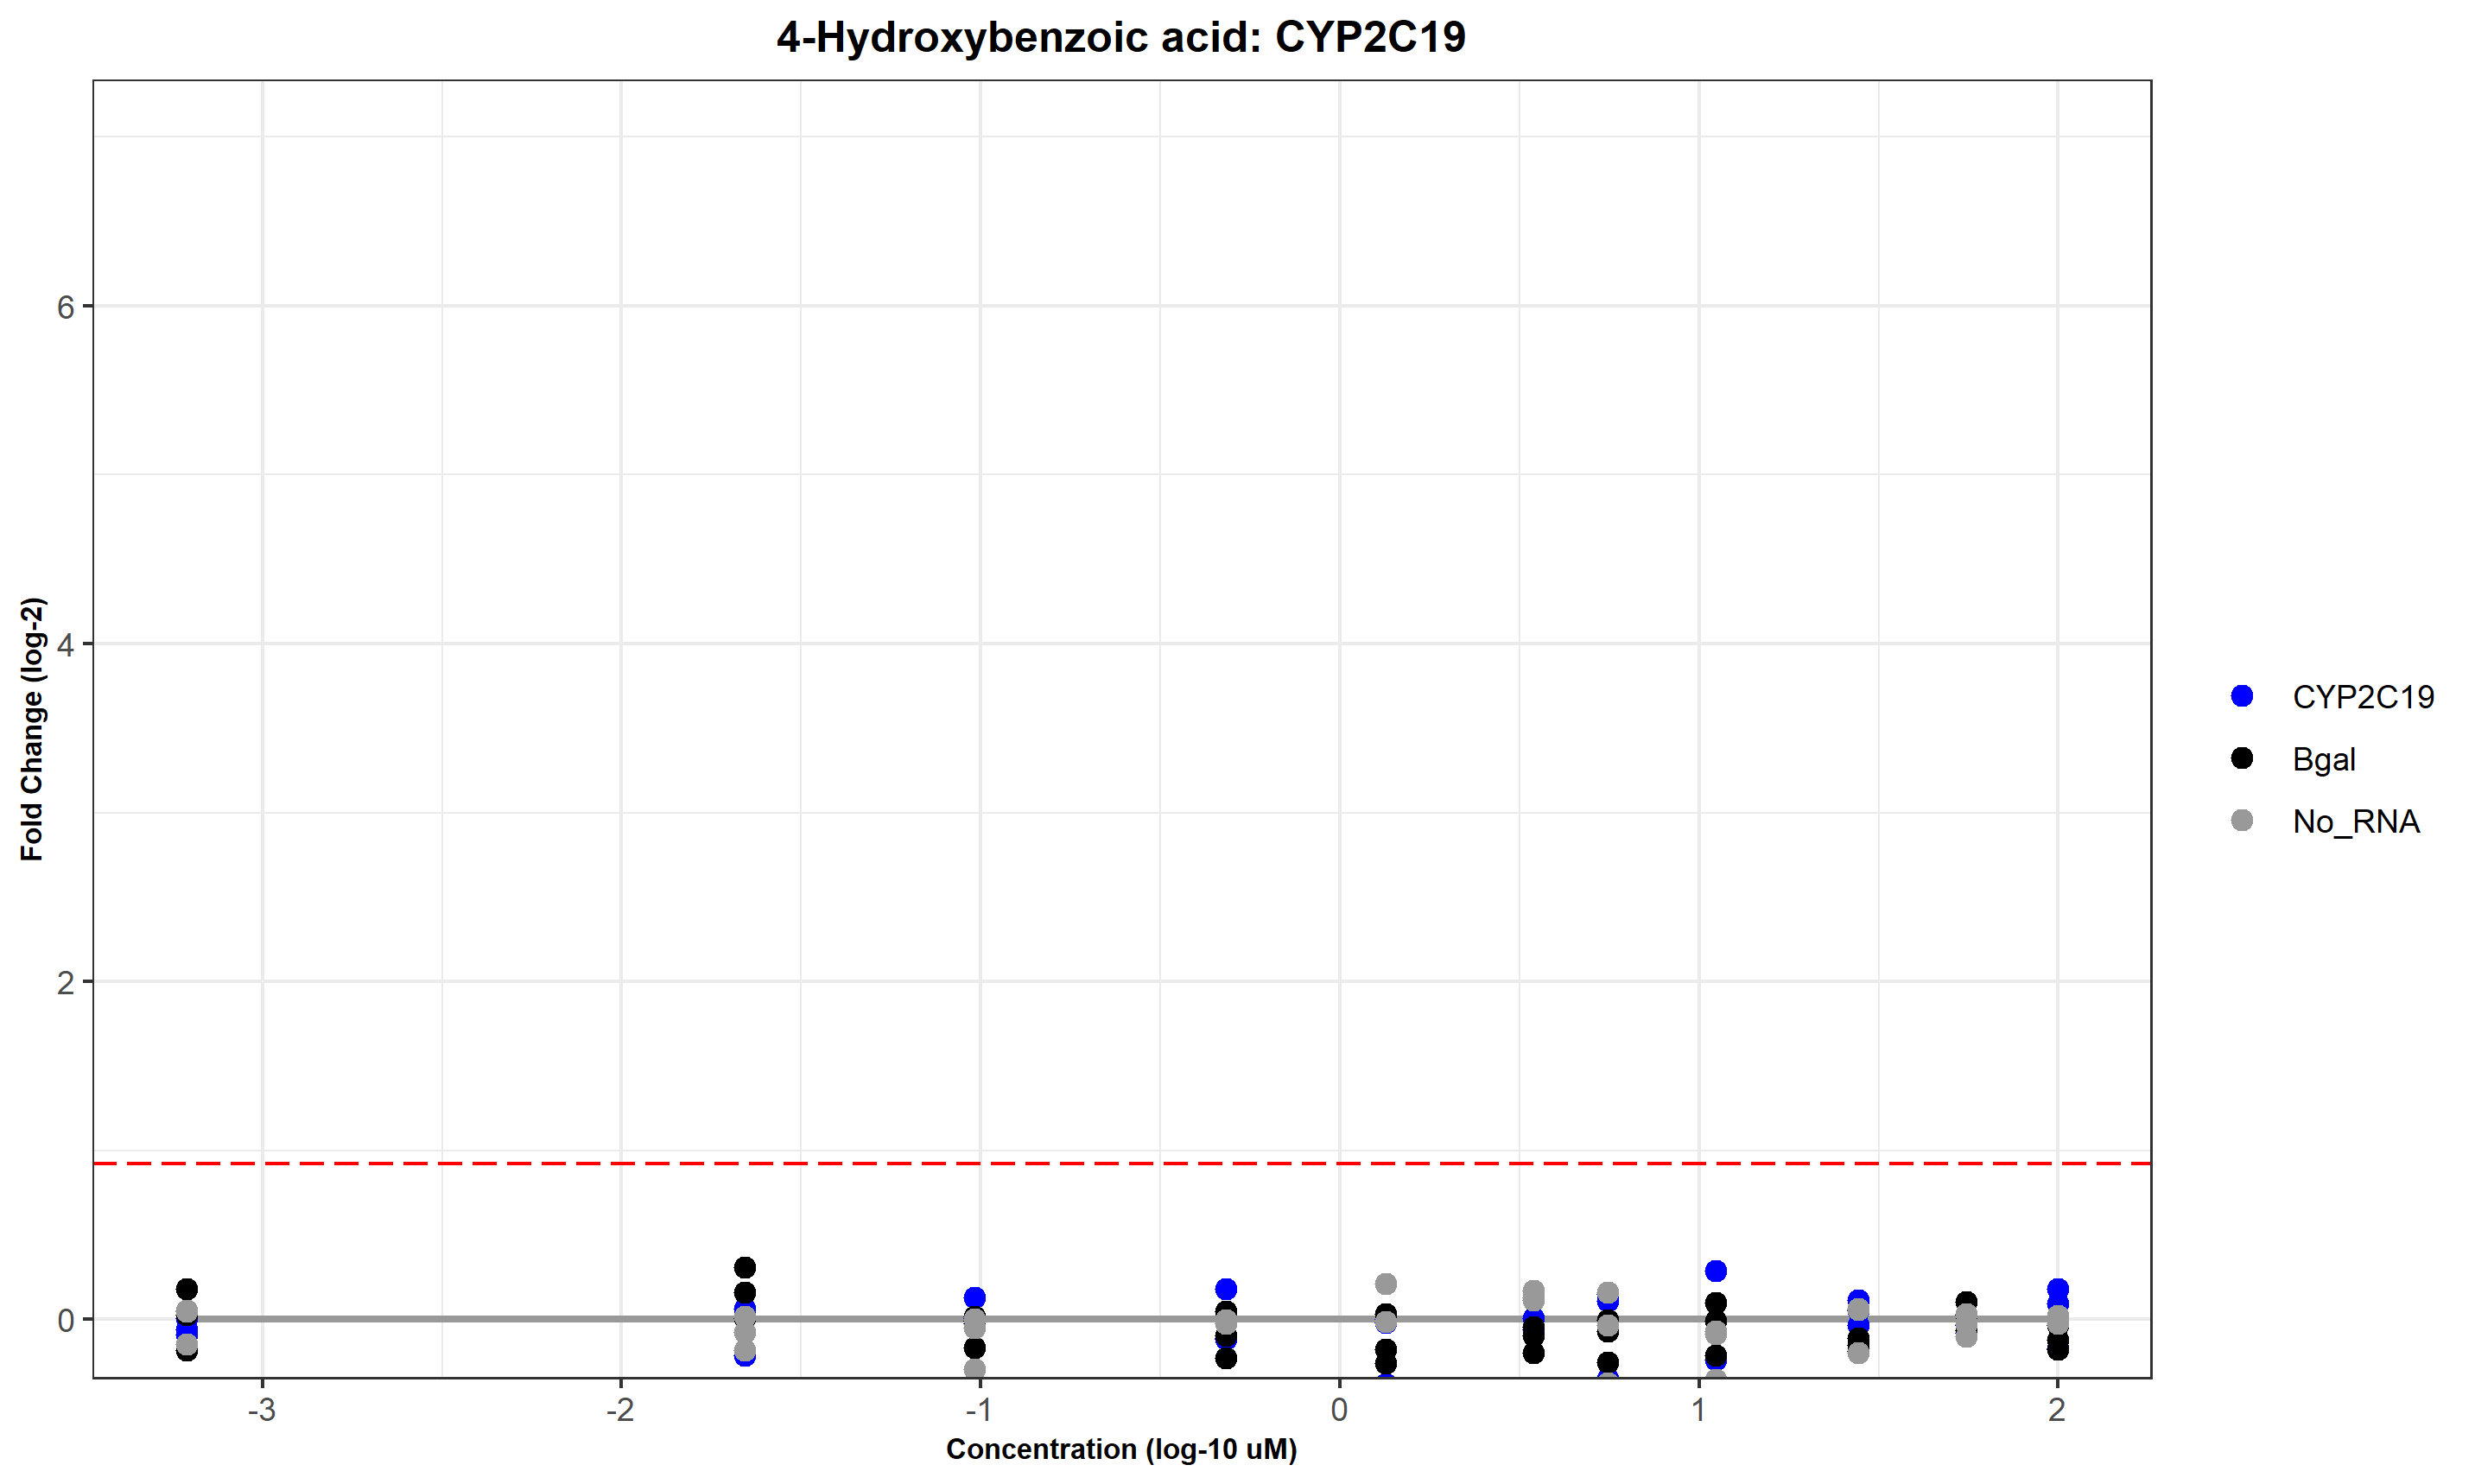 4-Hydroxybenzoic acid: CYP2C19
Fold Change (log-2)
6
4
2
0
-3
-2
-1
0
1
2
Concentration (log-10 uM)
CYP2C19
Bgal
No_RNA